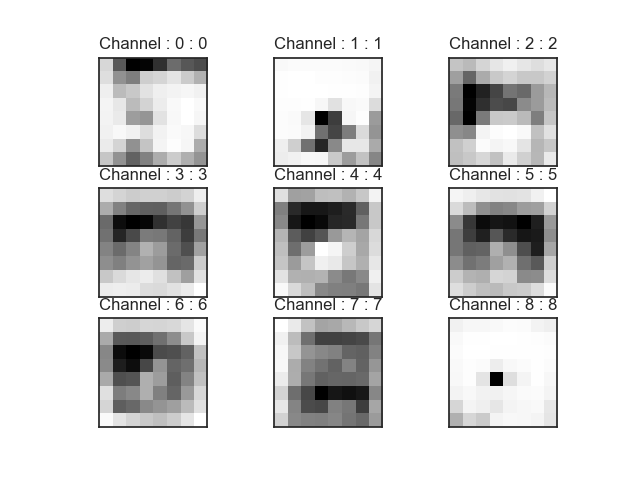 Channel : 0 : 0
Channel : 1 : 1
Channel : 2 : 2
Channel : 3 : 3
Channel : 4 : 4
Channel : 5 : 5
Channel : 6 : 6
Channel : 7 : 7
Channel : 8 : 8